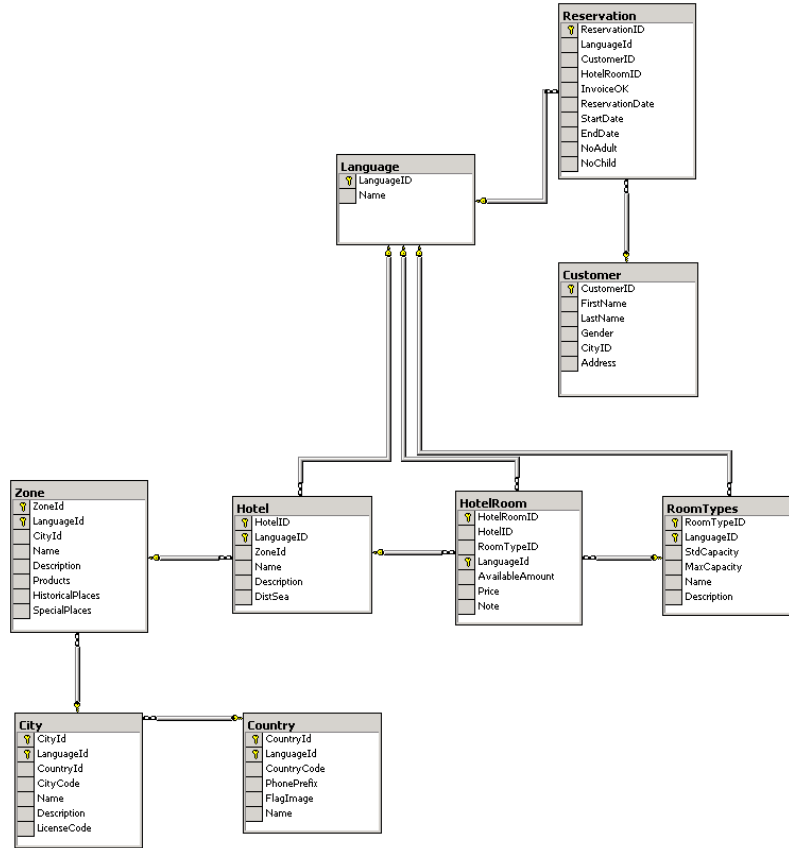 Reservation
ReservationID
LanguageId
CustomerID
HotelRoomID
InvoiceOK
ReservationDate
StartDate
EndDate
NoAdult
NoChild
Language
LanguageID
Name
Customer
CustomerID
FirstName
LastName
Gender
CityID
Address
Zone
ZoneId
LanguageId
CityId
Name
Description
Products
HistoricalPlaces
SpecialPlaces
Hotel
HotelID
LanguageID
ZoneId
Name
Description
DistSea
HotelRoom
HotelRoomID
HotelID
RoomTypeID
LanguageId
AvailableAmount
Price
Note
RoomTypes
RoomTypeID
LanguageID
StdCapacity
MaxCapacity
Name
Description
City
CityId
LanguageId
CountryId
CityCode
Name
Description
LicenseCode
Country
CountryId
LanguageId
CountryCode
PhonePrefix
FlagImage
Name